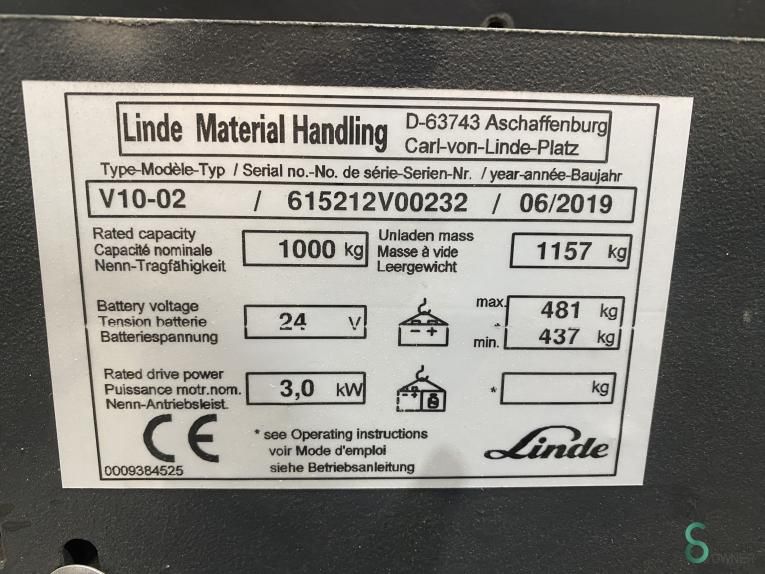 Linde Material Handling
D-63743 Aschaffenburg
Carl-von-Linde-Platz
Type-Modèle-Typ / Serial no.-No. de série-Serien-Nr. / year-année-Baujahr
V10-02 / 615212V00232 / 06/2019
Rated capacity
Capacité nominale
Nenn-Tragfähigkeit
1000 kg
Unladen mass
Masse à vide
Leergewicht
1157 kg
Battery voltage
Tension batterie
Batteriespannung
24 V
- +
max. 481 kg
min. 437 kg
Rated drive power
Puissance motr.nom.
Nenn-Antriebsleist.
3,0 kW
- +
* kg
CE
0009384525
* see Operating instructions
voir Mode d'emploi
siehe Betriebsanleitung
Linde
OWNER